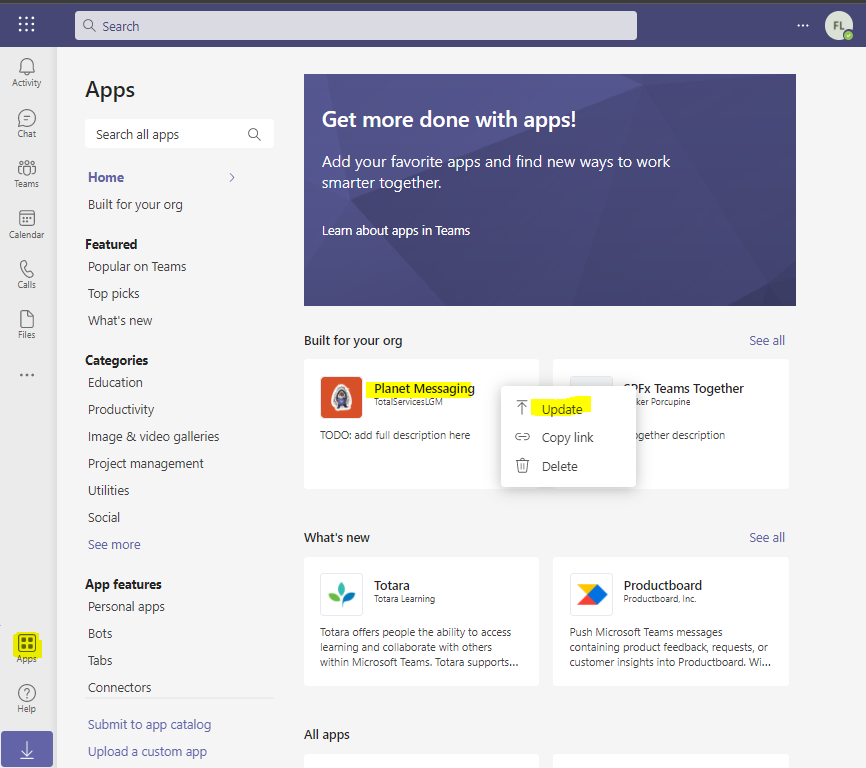 Search
FL
Activity
Chat
Teams
Calendar
Calls
Files
Apps
Help
Apps
Search all apps
Home
Built for your org
Featured
Popular on Teams
Top picks
What's new
Categories
Education
Productivity
Image & video galleries
Project management
Utilities
Social
See more
App features
Personal apps
Bots
Tabs
Connectors
Submit to app catalog
Upload a custom app
Get more done with apps!
Add your favorite apps and find new ways to work
smarter together.
Learn about apps in Teams
Built for your org
See all
Planet Messaging
TotalServicesLGM
TODO: add full description here
Update
Copy link
Delete
SPFx Teams Together
ker Porcupine
ogether description
What's new
See all
Totara
Totara Learning
Totara offers people the ability to access
learning and collaborate with others
within Microsoft Teams. Totara supports...
Productboard
Productboard, Inc.
Push Microsoft Teams messages
containing product feedback, requests, or
customer insights into Productboard. Wi...
All apps